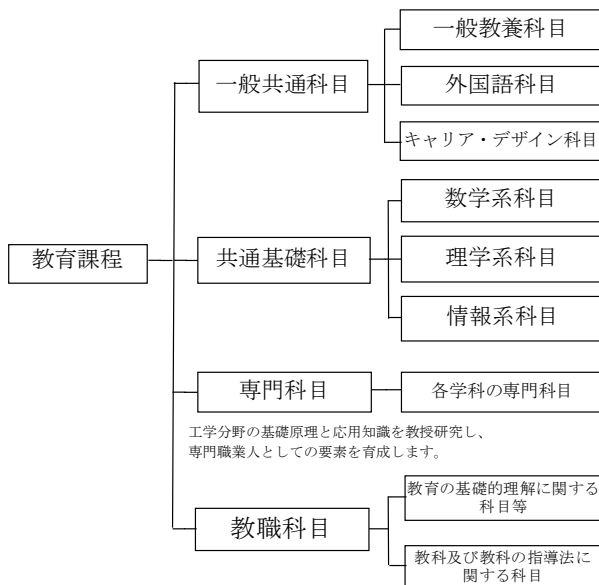 教育課程
一般共通科目
一般教養科目
外国語科目
キャリア・デザイン科目
共通基礎科目
数学系科目
理学系科目
情報系科目
専門科目
各学科の専門科目
工学分野の基礎原理と応用知識を教授研究し、
専門職業人としての要素を育成します。
教職科目
教育の基礎的理解に関する
科目等
教科及び教科の指導法に
関する科目